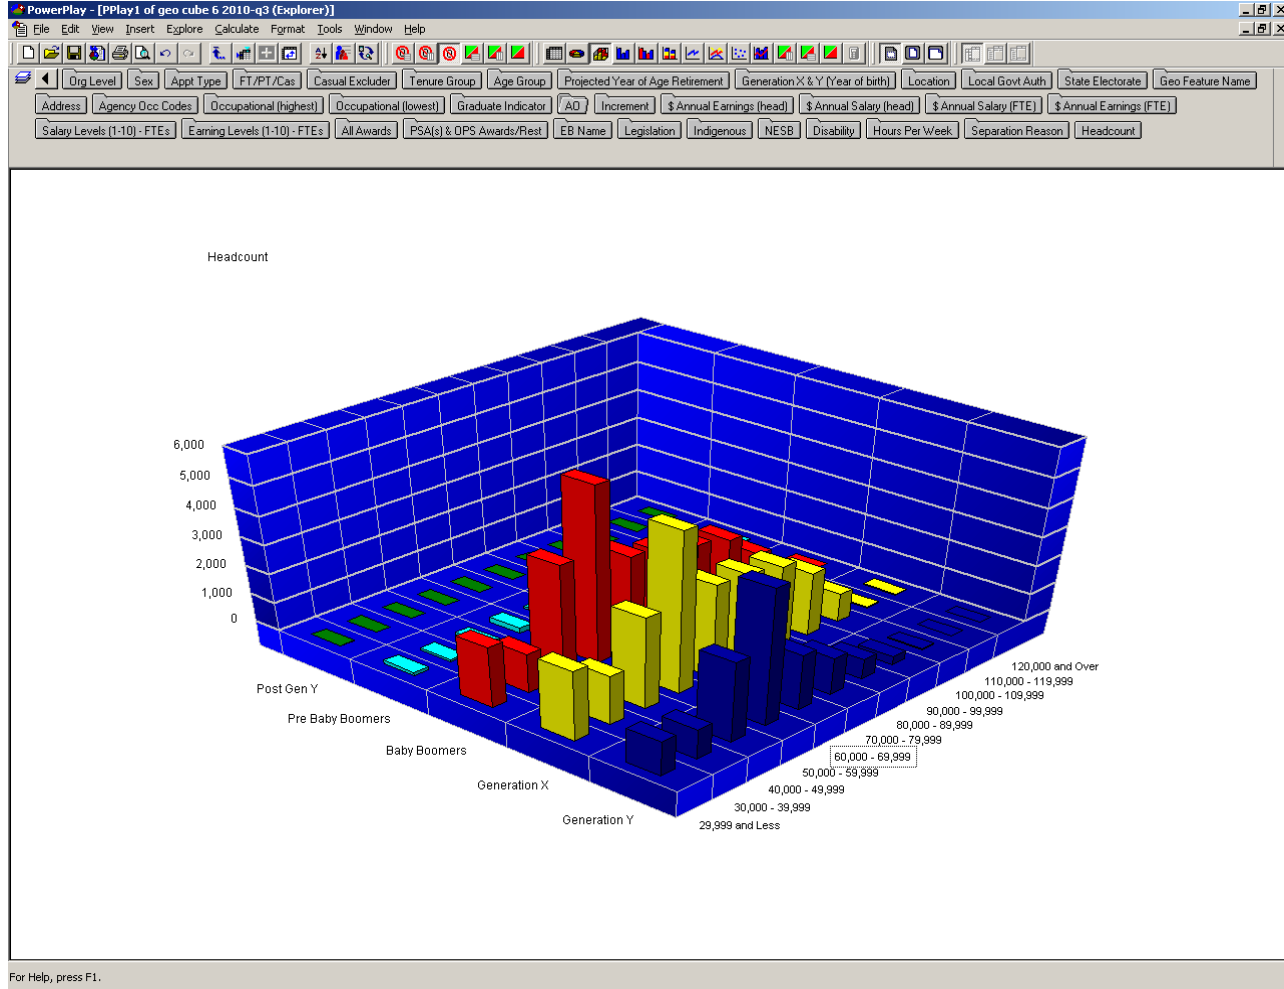 PowerPlay - [PPlay1 of geo cube 6 2010-q3 (Explorer)]
File Edit View Insert Explore Calculate Format Tools Window Help
Org Level Sex Appt Type FT/PT/Cas Casual Excluder Tenure Group Age Group Projected Year of Age Retirement Generation X & Y (Year of birth) Location Local Govt Auth State Electorate Geo Feature Name
Address Agency Occ Codes Occupational (highest) Occupational (lowest) Graduate Indicator AO Increment $ Annual Earnings (head) $ Annual Salary (head) $ Annual Salary (FTE) $ Annual Earnings (FTE)
Salary Levels (1-10) - FTEs Earning Levels (1-10) - FTEs All Awards PSA(s) & OPS Awards/Rest EB Name Legislation Indigenous NESB Disability Hours Per Week Separation Reason Headcount
Headcount
6,000
5,000
4,000
3,000
2,000
1,000
0
Post Gen Y
Pre Baby Boomers
Baby Boomers
Generation X
Generation Y
120,000 and Over
110,000 - 119,999
100,000 - 109,999
90,000 - 99,999
80,000 - 89,999
70,000 - 79,999
60,000 - 69,999
50,000 - 59,999
40,000 - 49,999
30,000 - 39,999
29,999 and Less
For Help, press F1.